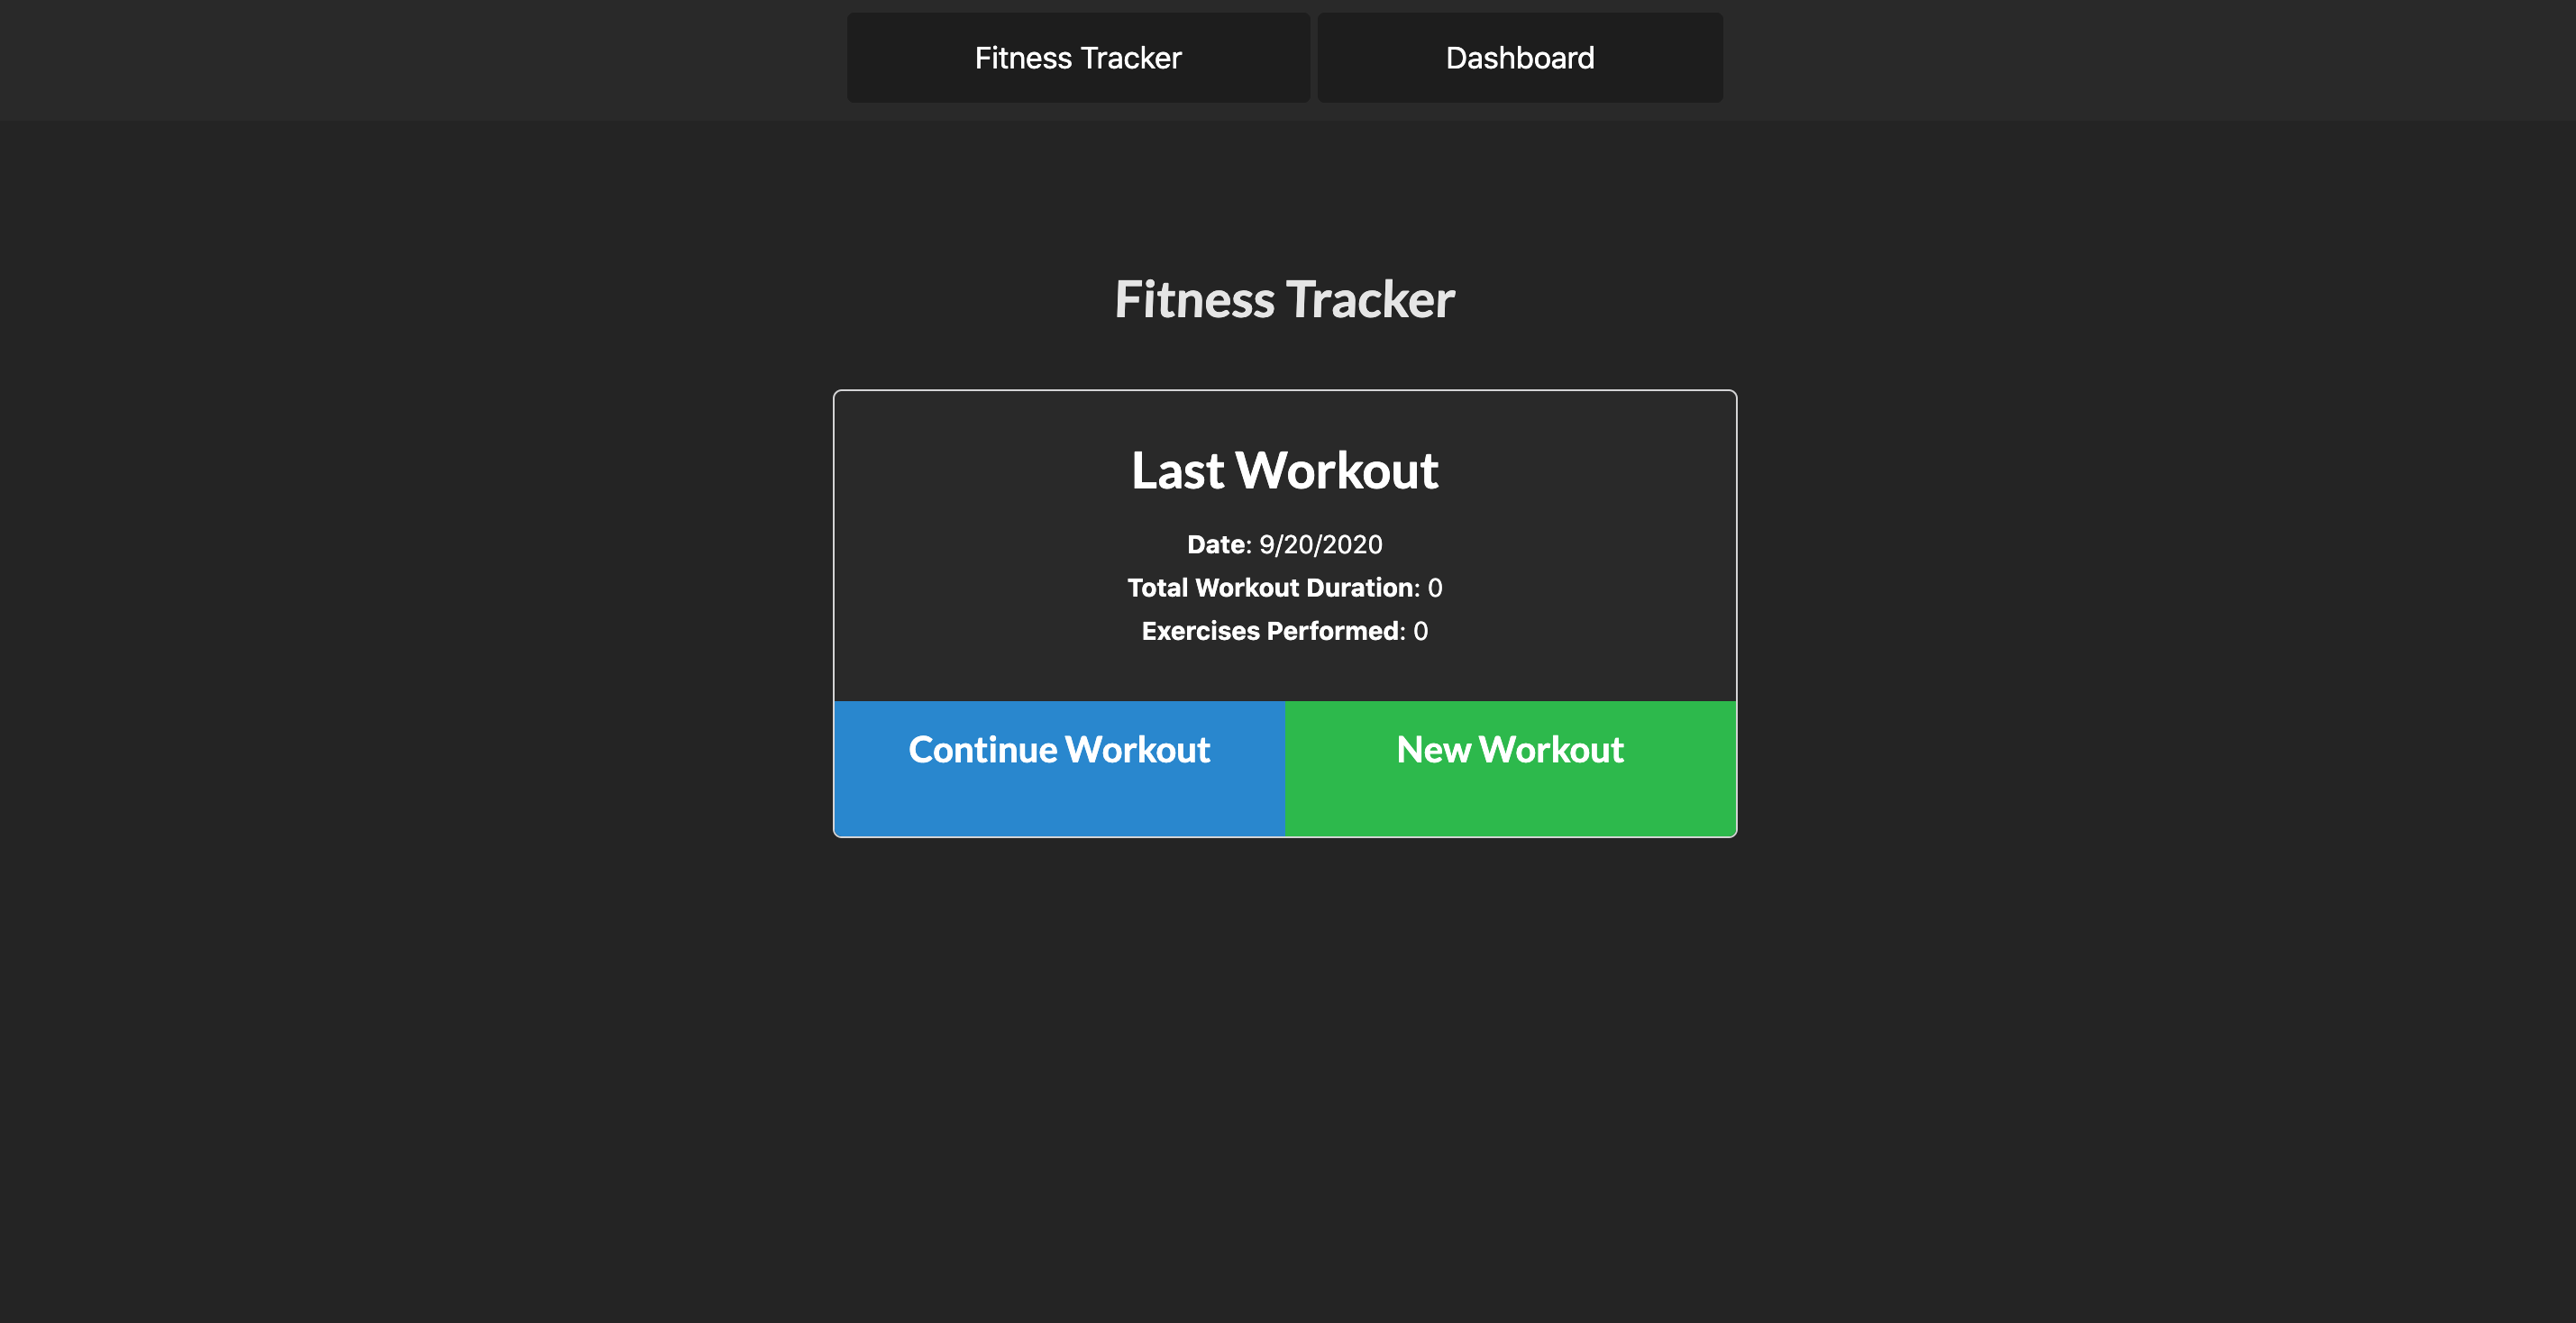 Fitness Tracker
Dashboard
Fitness Tracker
Last Workout
Date: 9/20/2020
Total Workout Duration: 0
Exercises Performed: 0
Continue Workout
New Workout